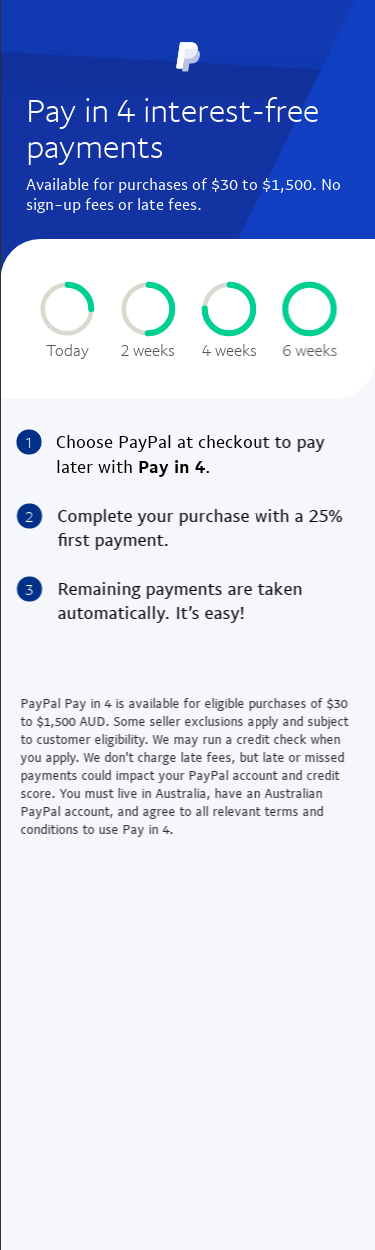 Pay in 4 interest-free
payments
Available for purchases of $30 to $1,500. No
sign-up fees or late fees.
Today
2 weeks
4 weeks
6 weeks
1 Choose PayPal at checkout to pay
later with Pay in 4.
2 Complete your purchase with a 25%
first payment.
3 Remaining payments are taken
automatically. It's easy!
PayPal Pay in 4 is available for eligible purchases of $30
to $1,500 AUD. Some seller exclusions apply and subject
to customer eligibility. We may run a credit check when
you apply. We don't charge late fees, but late or missed
payments could impact your PayPal account and credit
score. You must live in Australia, have an Australian
PayPal account, and agree to all relevant terms and
conditions to use Pay in 4.